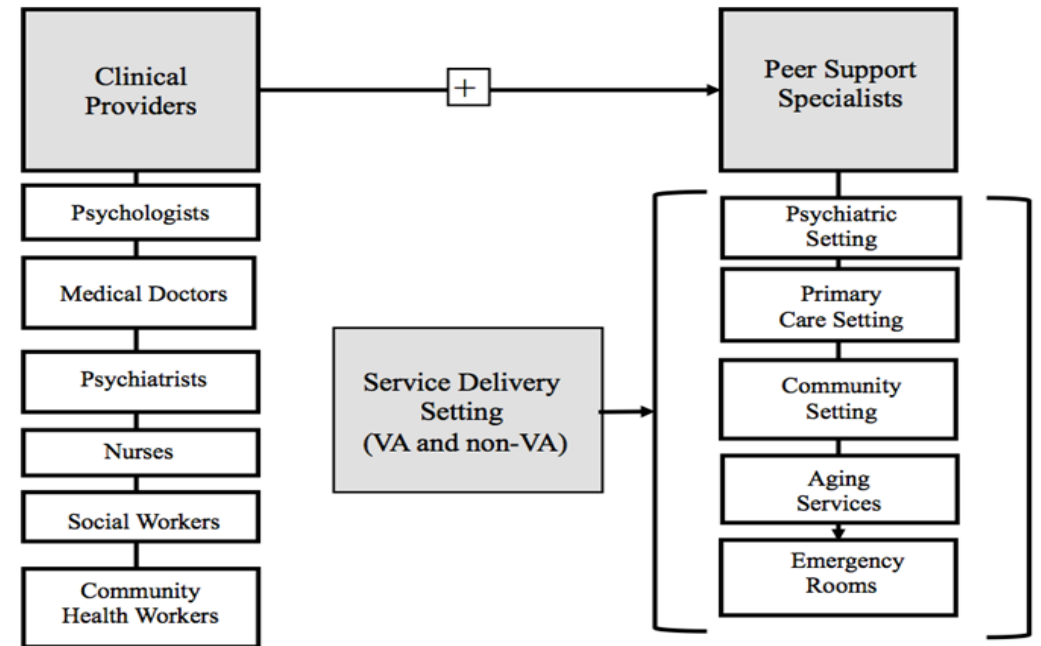 Clinical
Providers
+
Peer Support
Specialists
Psychologists
Medical Doctors
Psychiatrists
Nurses
Social Workers
Community
Health Workers
Service Delivery
Setting
(VA and non-VA)
Psychiatric
Setting
Primary
Care Setting
Community
Setting
Aging
Services
Emergency
Rooms